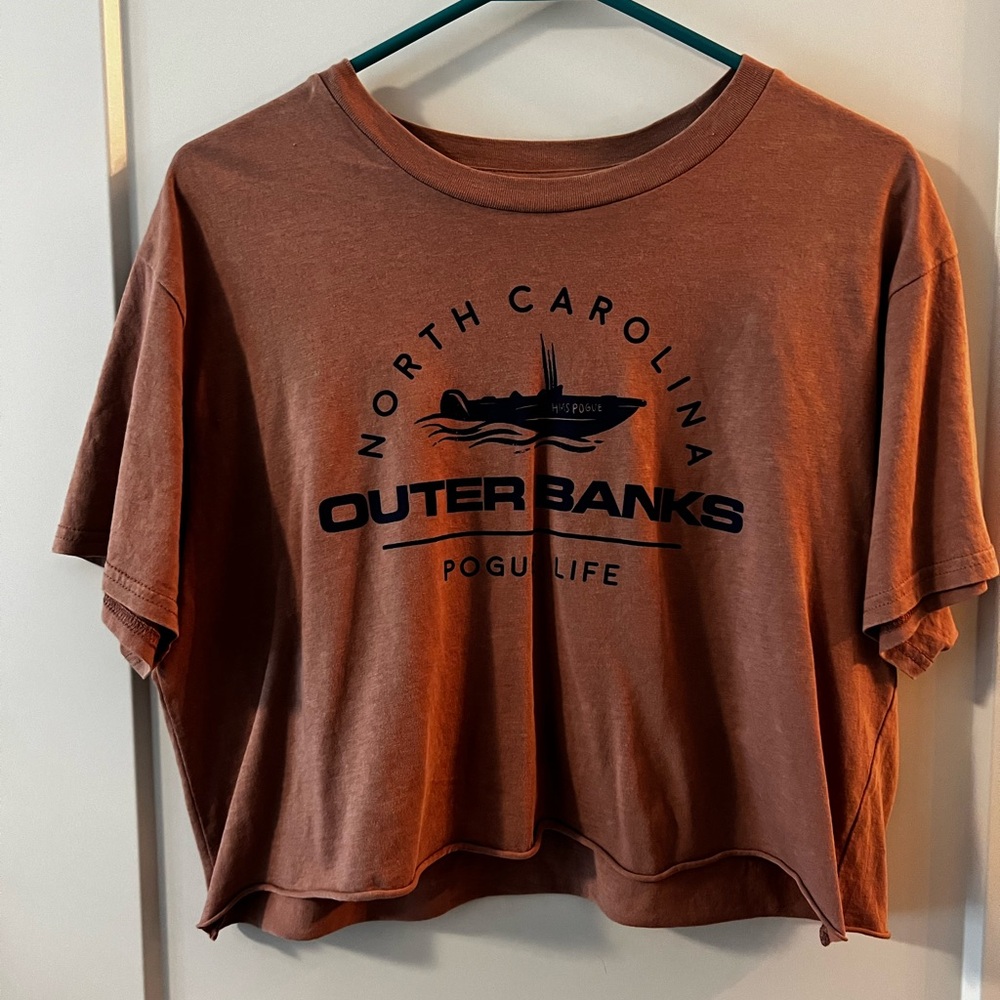 NORTH CAROLINA
HMS POGUE
OUTER BANKS
POGUE LIFE